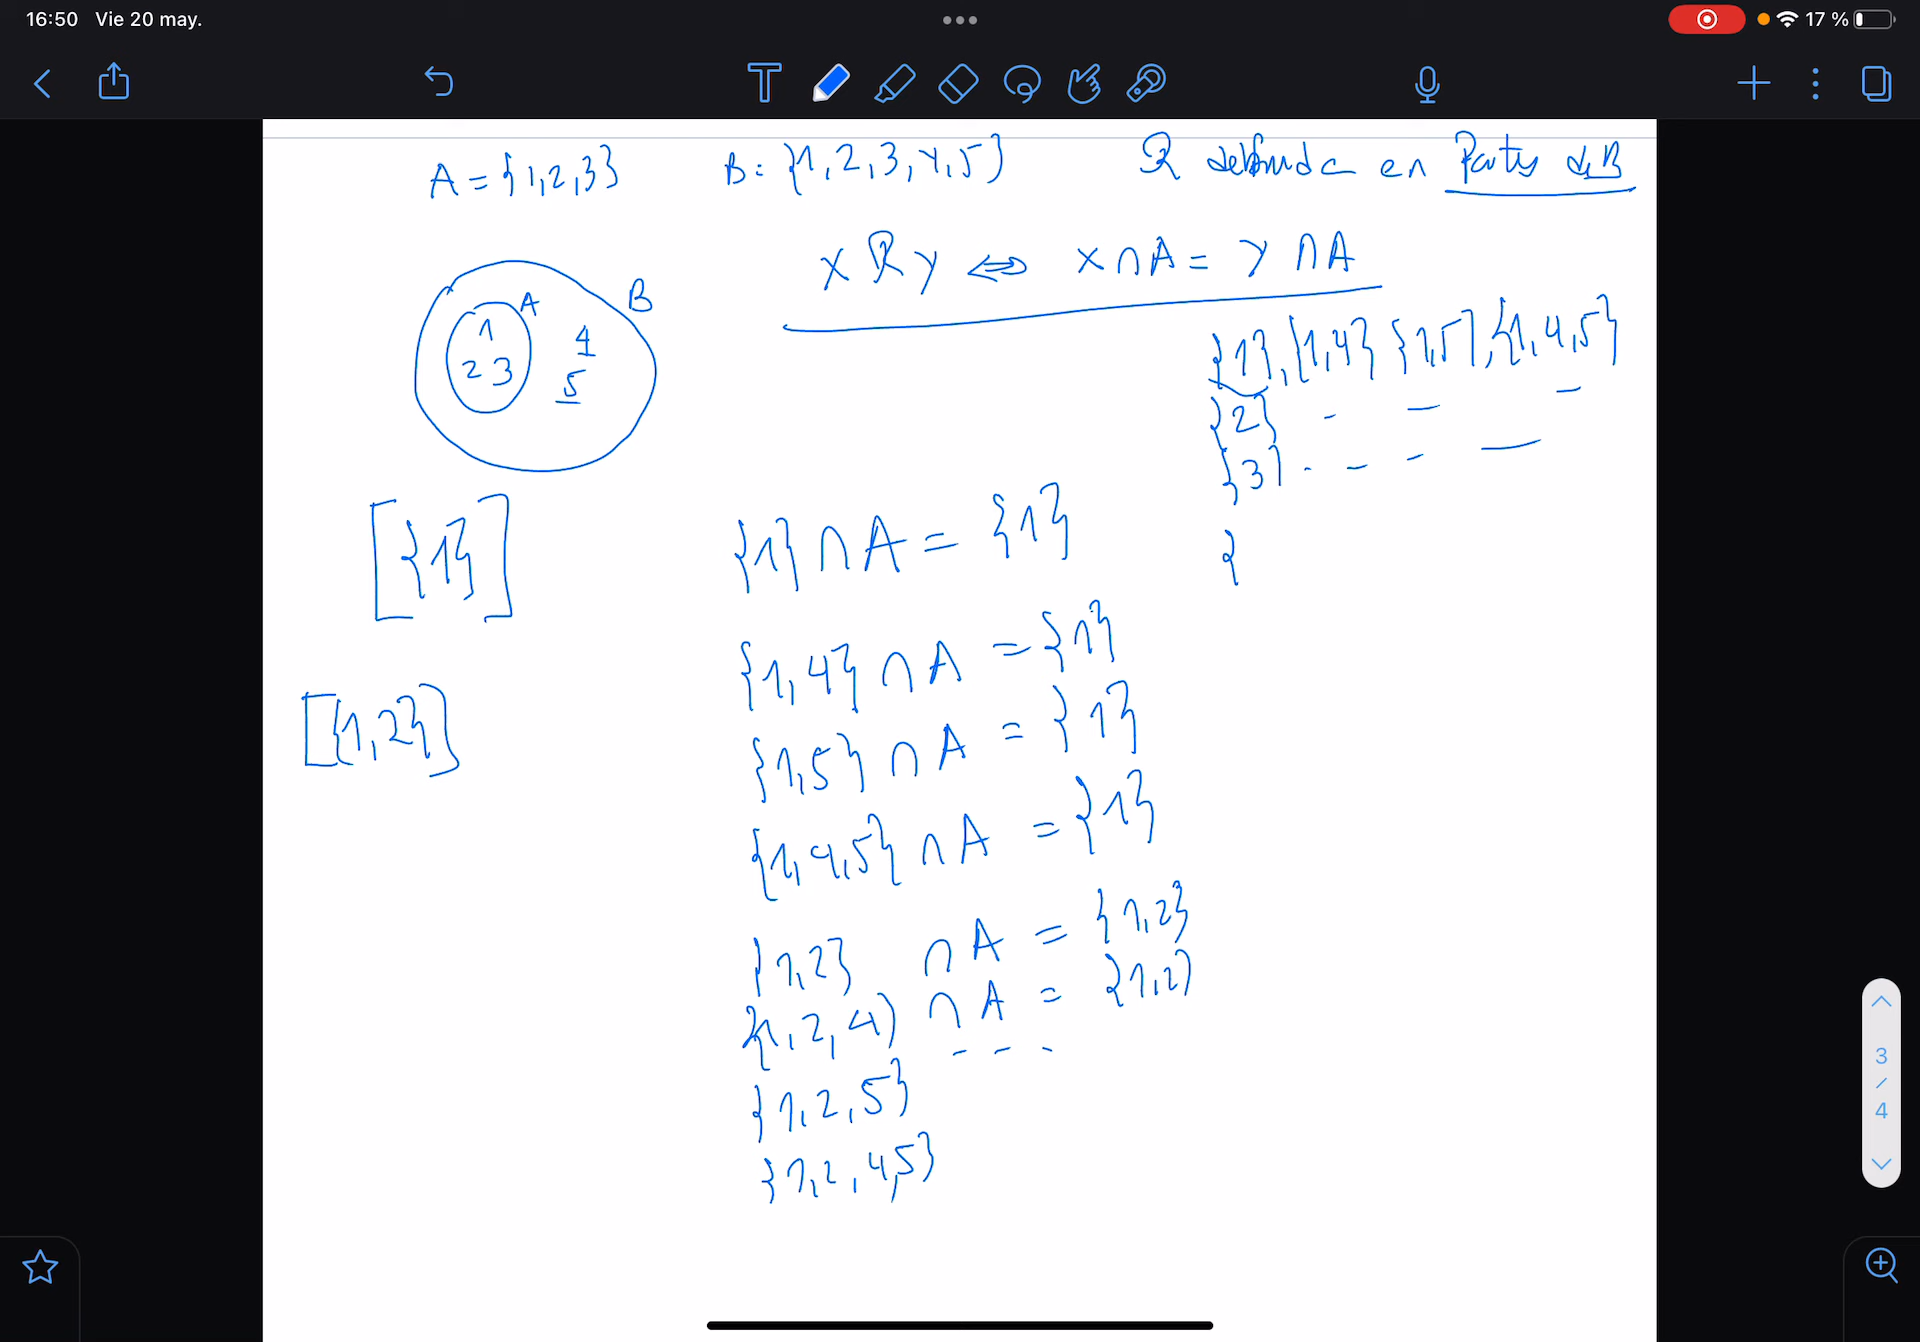 16:50 Vie 20 may. 17 %
A = {1,2,3} B: {1,2,3,4,5} R definida en Partes de B
x R y ⇔ x ∩ A = y ∩ A
A B
1 4
2 3 5
{1}, {1,4} {1,5}, {1,4,5}
{2} - - -
{3} - - - -
{
[{1}] {1} ∩ A = {1}
{1,4} ∩ A = {1}
[{1,2}] {1,5} ∩ A = {1}
{1,4,5} ∩ A = {1}
{1,2} ∩ A = {1,2}
{1,2,4} ∩ A = {1,2}
- - -
{1,2,5}
{1,2,4,5}
3
/
4